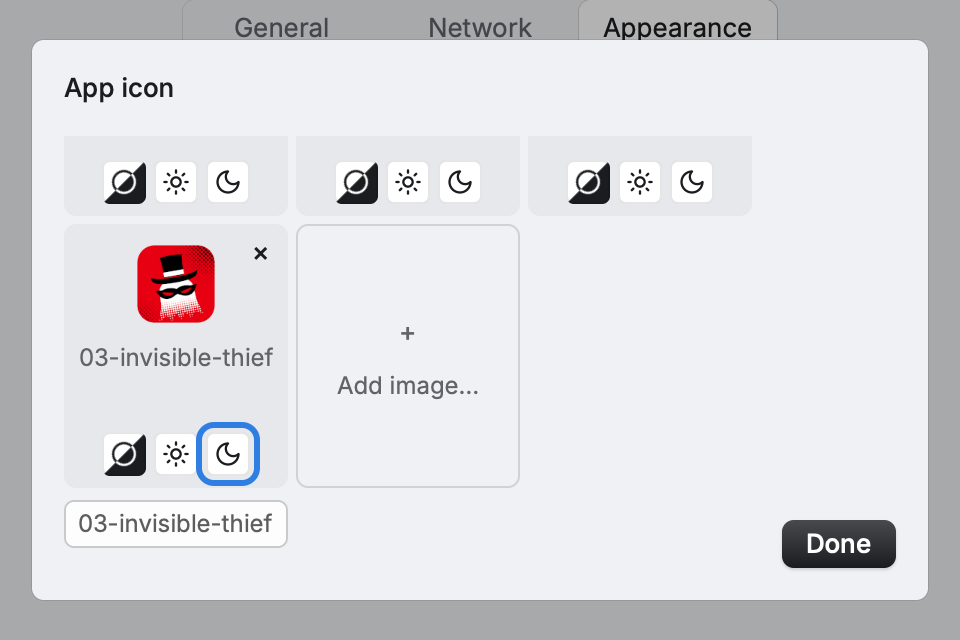 General
Network
Appearance
App icon
×
03-invisible-thief
+
Add image...
03-invisible-thief
Done